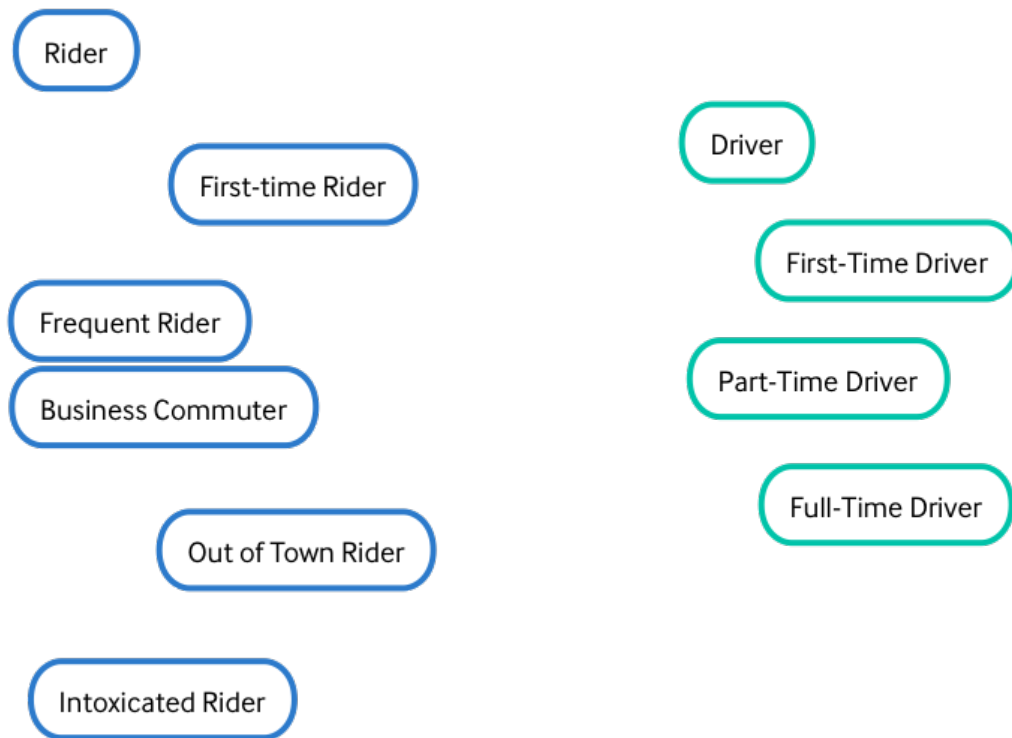 Rider
First-time Rider
Frequent Rider
Business Commuter
Out of Town Rider
Intoxicated Rider
Driver
First-Time Driver
Part-Time Driver
Full-Time Driver